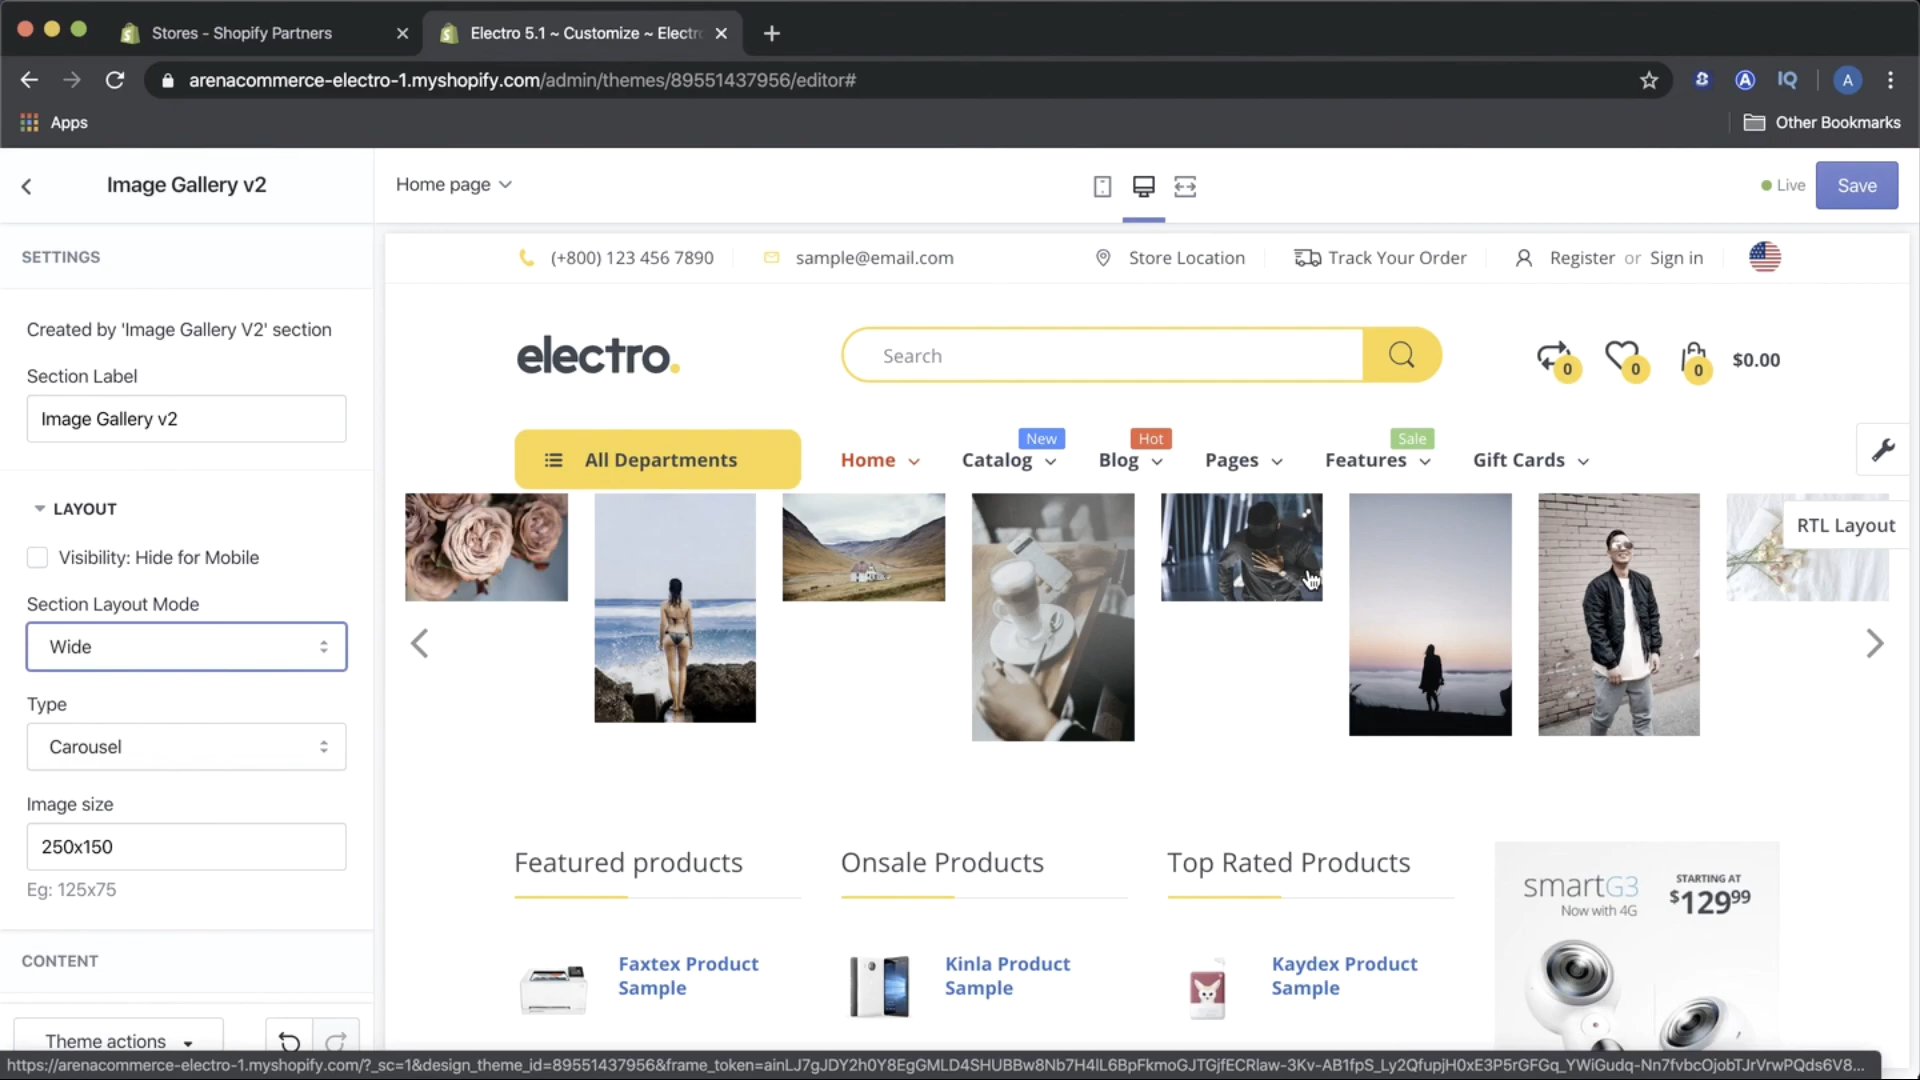 Stores - Shopify Partners
Electro 5.1 ~ Customize ~ Electr
arenacommerce-electro-1.myshopify.com/admin/themes/89551437956/editor#
IQ
A
Apps
Other Bookmarks
Image Gallery v2
Home page
Live
Save
SETTINGS
Created by 'Image Gallery V2' section
Section Label
Image Gallery v2
LAYOUT
Visibility: Hide for Mobile
Section Layout Mode
Wide
Type
Carousel
Image size
250x150
Eg: 125x75
CONTENT
Theme actions
(+800) 123 456 7890
sample@email.com
Store Location
Track Your Order
Register or Sign in
electro.
Search
0
0
0
$0.00
All Departments
Home
New
Catalog
Hot
Blog
Pages
Sale
Features
Gift Cards
RTL Layout
Featured products
Onsale Products
Top Rated Products
Faxtex Product
Sample
Kinla Product
Sample
Kaydex Product
Sample
smartG3
Now with 4G
STARTING AT
$12999